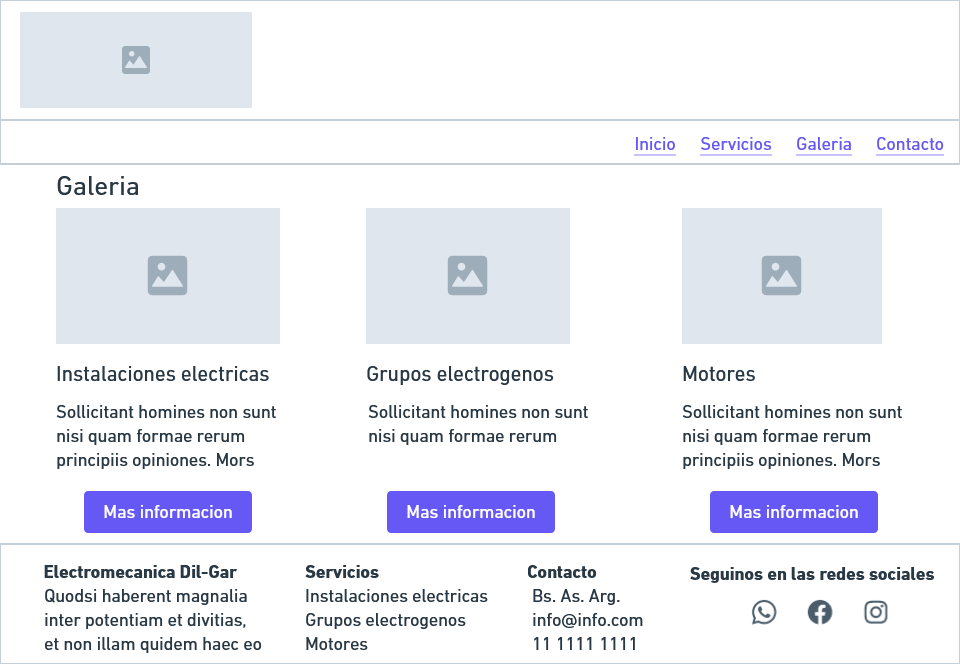 Inicio Servicios Galeria Contacto
Galeria
Instalaciones electricas
Sollicitant homines non sunt
nisi quam formae rerum
principiis opiniones. Mors
Mas informacion
Grupos electrogenos
Sollicitant homines non sunt
nisi quam formae rerum
Mas informacion
Motores
Sollicitant homines non sunt
nisi quam formae rerum
principiis opiniones. Mors
Mas informacion
Electromecanica Dil-Gar
Quodsi haberent magnalia
inter potentiam et divitias,
et non illam quidem haec eo
Servicios
Instalaciones electricas
Grupos electrogenos
Motores
Contacto
Bs. As. Arg.
info@info.com
11 1111 1111
Seguinos en las redes sociales